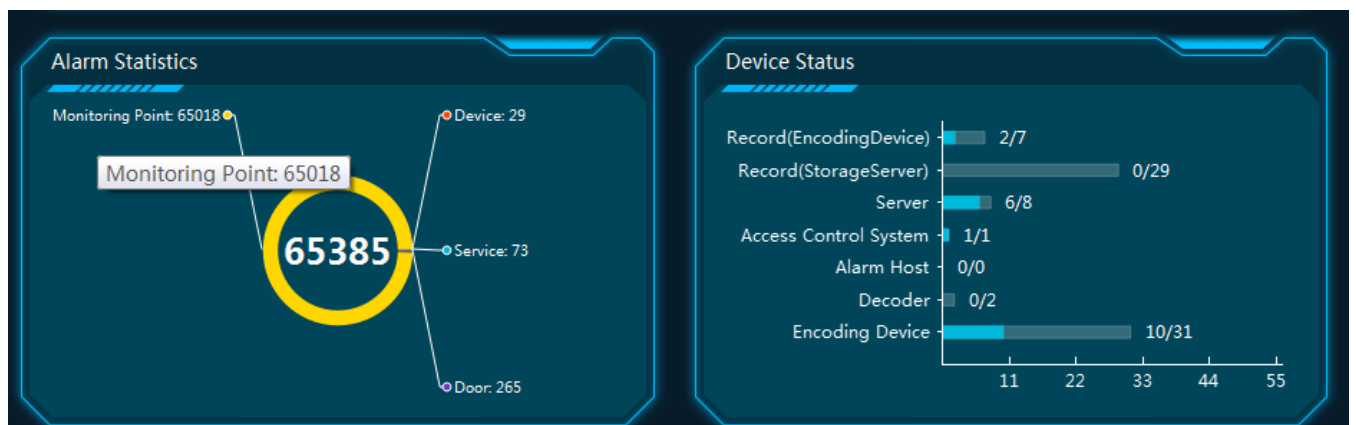 Alarm Statistics
Monitoring Point: 65018
Device: 29
Monitoring Point: 65018
65385
Service: 73
Door: 265
Device Status
Record(EncodingDevice) 2/7
Record(StorageServer) 0/29
Server 6/8
Access Control System 1/1
Alarm Host 0/0
Decoder 0/2
Encoding Device 10/31
11 22 33 44 55